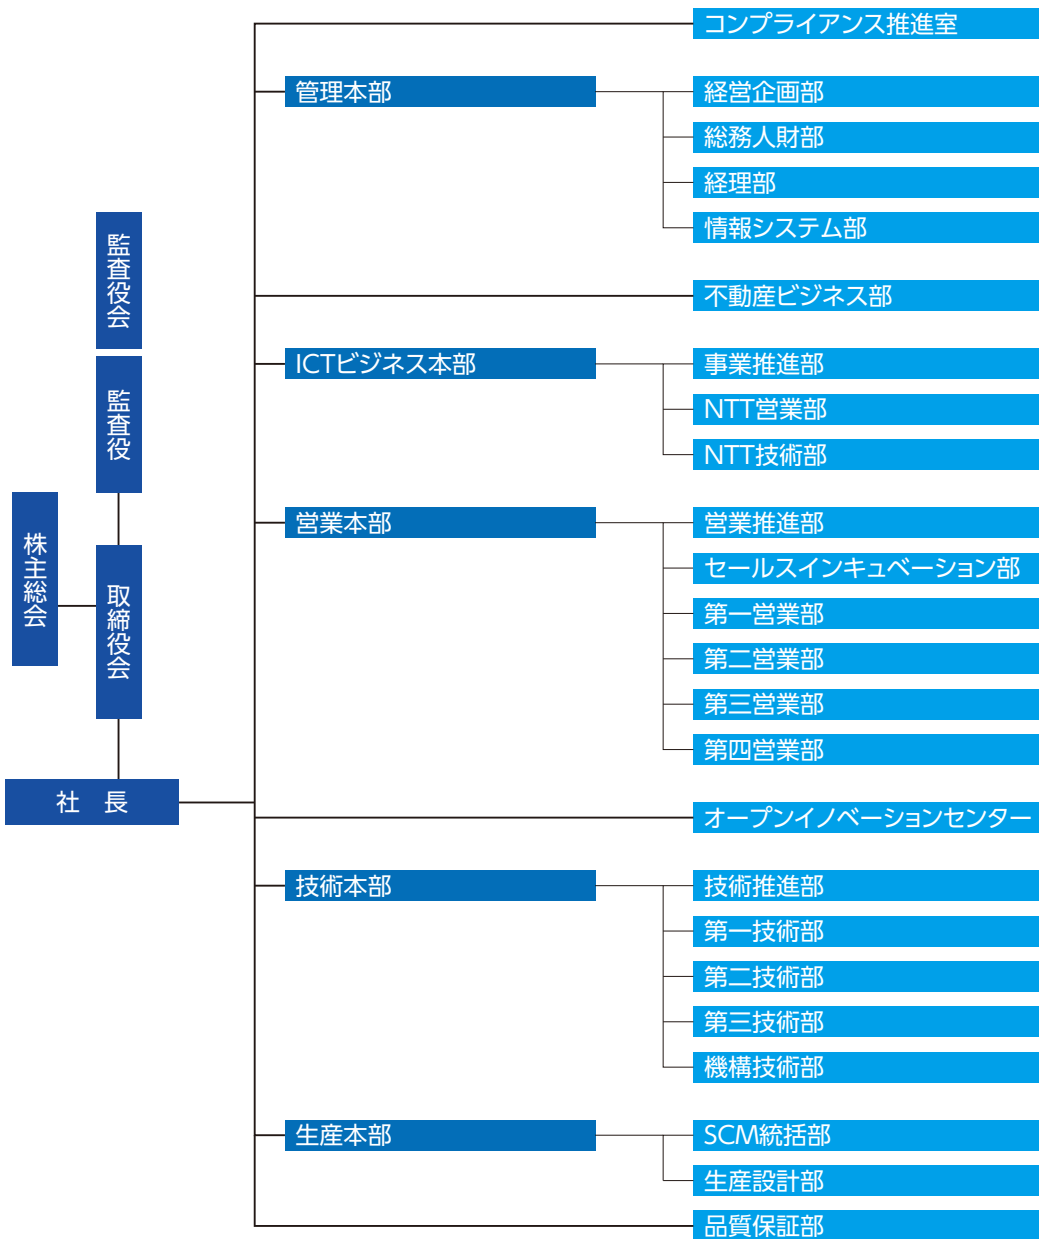 株主総会
監査役会
監査役
取締役会
社 長
コンプライアンス推進室
管理本部
経営企画部
総務人財部
経理部
情報システム部
不動産ビジネス部
ICTビジネス本部
事業推進部
NTT営業部
NTT技術部
営業本部
営業推進部
セールスインキュベーション部
第一営業部
第二営業部
第三営業部
第四営業部
オープンイノベーションセンター
技術本部
技術推進部
第一技術部
第二技術部
第三技術部
機構技術部
生産本部
SCM統括部
生産設計部
品質保証部